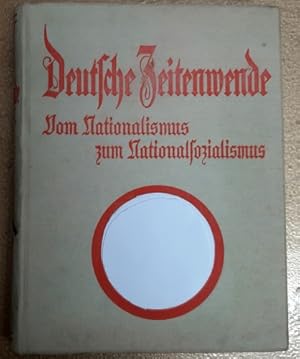 Deutſche Zeitenwende
Vom Nationalismus
zum Nationalſozialismus